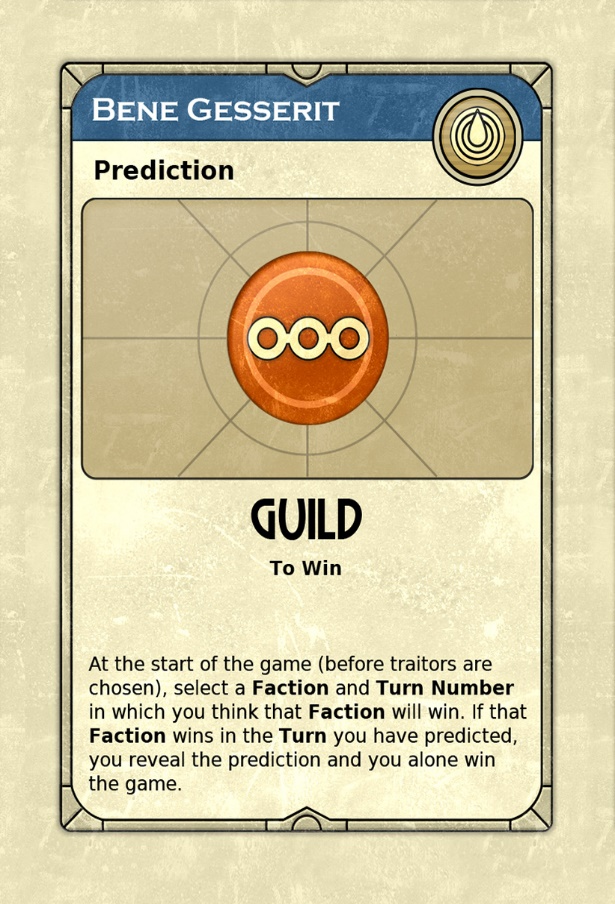 Bene Gesserit
Prediction
GUILD
To Win
At the start of the game (before traitors are
chosen), select a Faction and Turn Number
in which you think that Faction will win. If that
Faction wins in the Turn you have predicted,
you reveal the prediction and you alone win
the game.